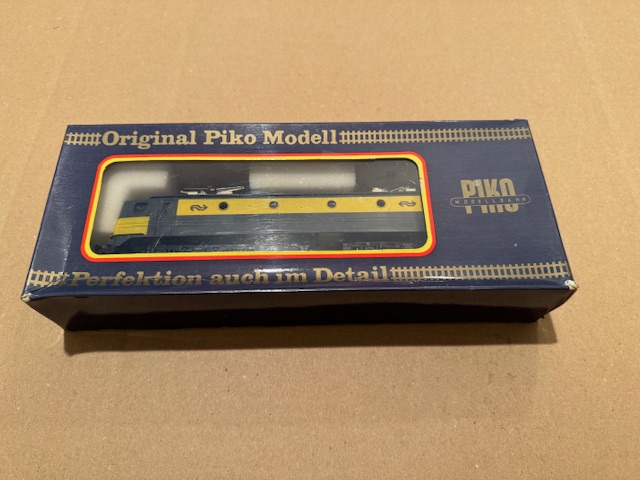 Original Piko Modell
PIKO
MODELLBAHN
Perfektion auch im Detail